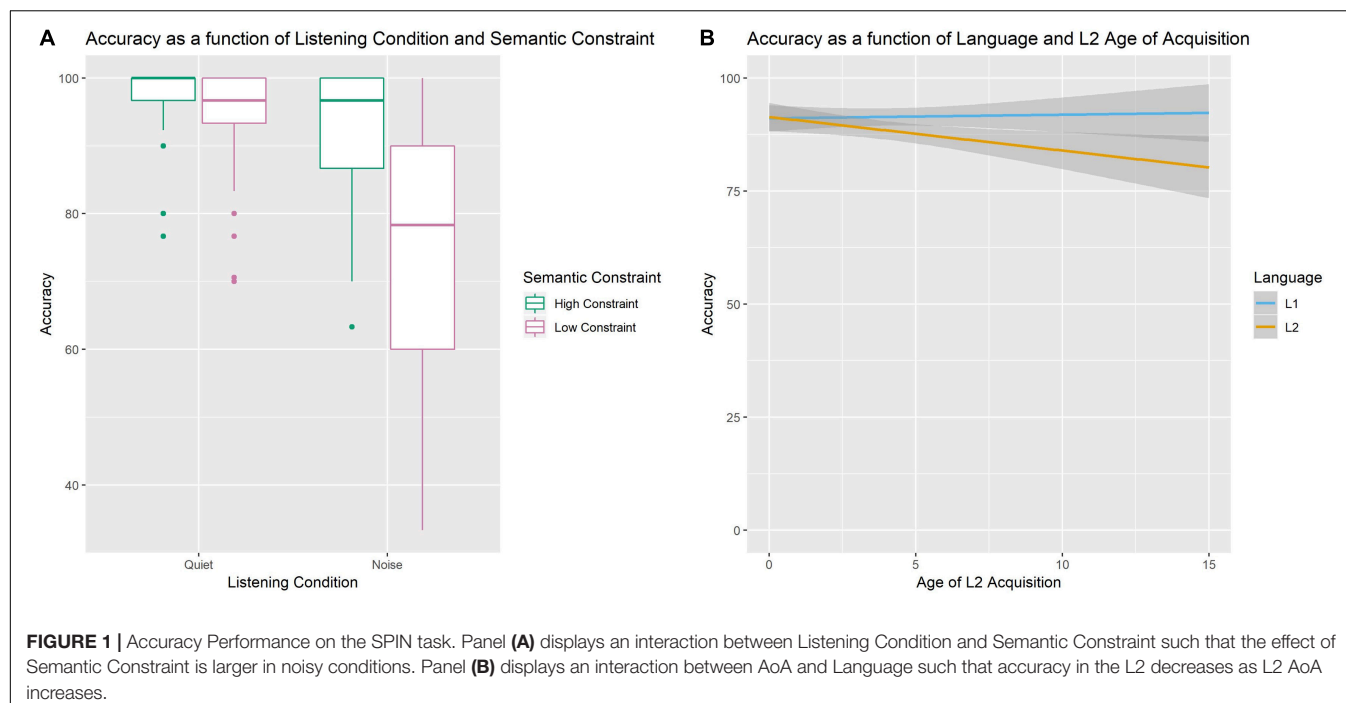 A Accuracy as a function of Listening Condition and Semantic Constraint
100
80
60
40
Accuracy
Quiet
Noise
Listening Condition
Semantic Constraint
High Constraint
Low Constraint
B Accuracy as a function of Language and L2 Age of Acquisition
100
75
50
25
0
Accuracy
0
5
10
15
Age of L2 Acquisition
Language
L1
L2
FIGURE 1 | Accuracy Performance on the SPIN task. Panel (A) displays an interaction between Listening Condition and Semantic Constraint such that the effect of
Semantic Constraint is larger in noisy conditions. Panel (B) displays an interaction between AoA and Language such that accuracy in the L2 decreases as L2 AoA
increases.